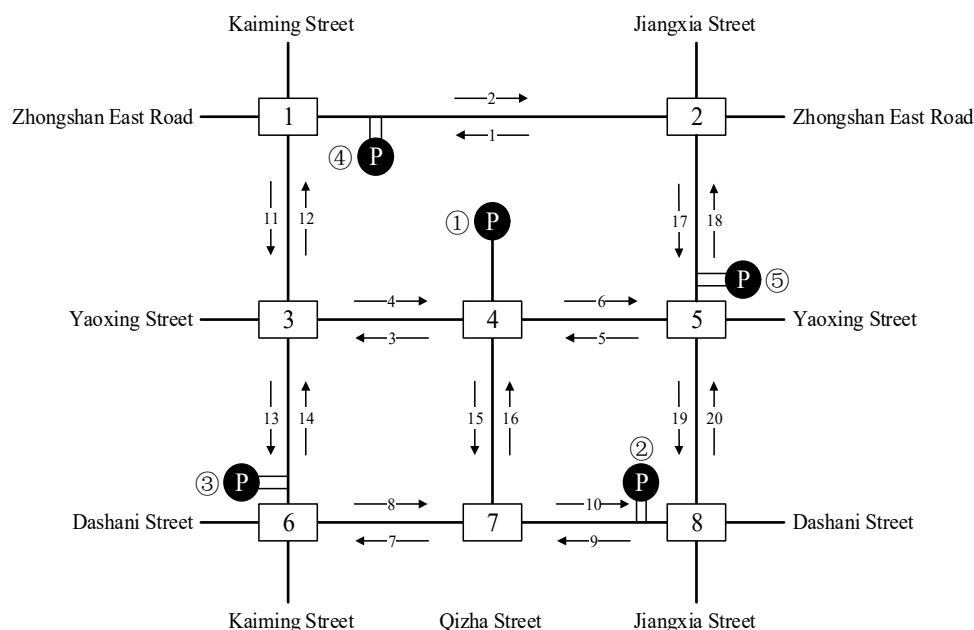 Kaiming Street
Jiangxia Street
2
Zhongshan East Road
1
2
Zhongshan East Road
1
④
P
11
12
①
P
17
18
P
⑤
4
6
Yaoxing Street
3
4
5
Yaoxing Street
3
5
13
14
15
16
19
20
②
③
P
P
8
10
Dashani Street
6
7
8
Dashani Street
7
9
Kaiming Street
Qizha Street
Jiangxia Street